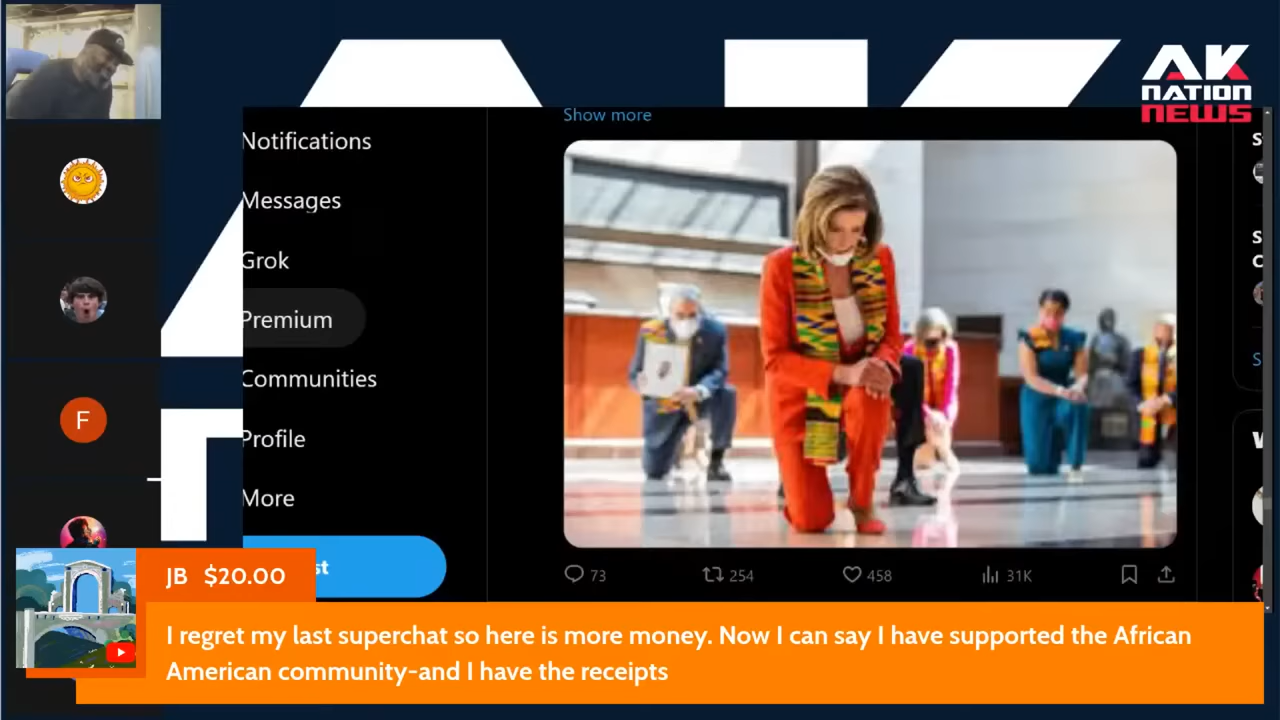 AK
NATION
NEWS
Show more
Notifications
Messages
Grok
Premium
Communities
Profile
More
st
73
254
458
31K
F
JB $20.00
I regret my last superchat so here is more money. Now I can say I have supported the African
American community-and I have the receipts